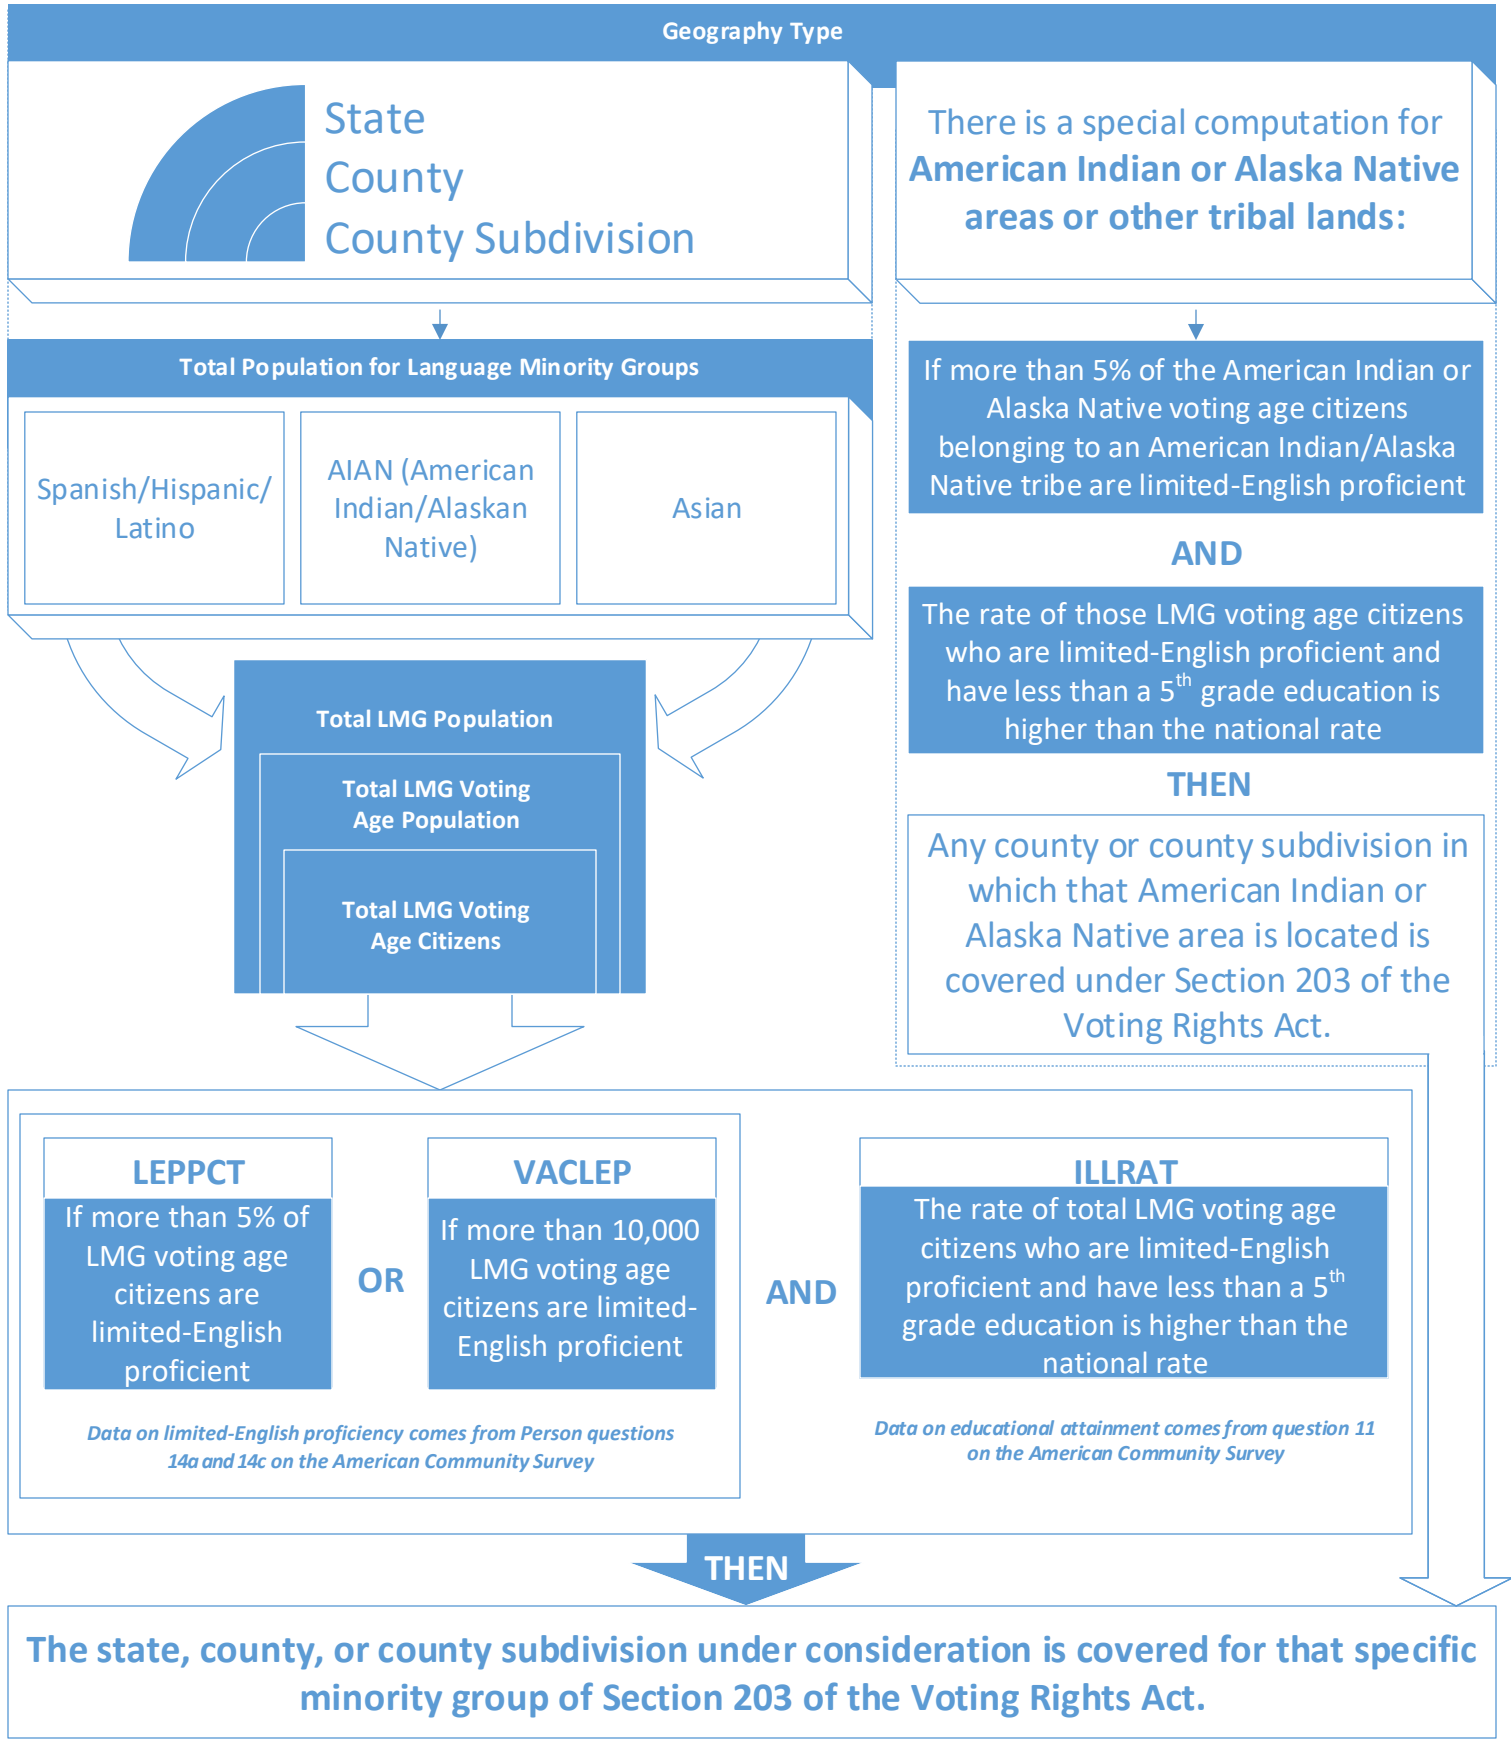 Geography Type
State
County
County Subdivision
There is a special computation for
American Indian or Alaska Native
areas or other tribal lands:
Total Population for Language Minority Groups
Spanish/Hispanic/
Latino
AIAN (American
Indian/Alaskan
Native)
Asian
If more than 5% of the American Indian or
Alaska Native voting age citizens
belonging to an American Indian/Alaska
Native tribe are limited-English proficient
AND
The rate of those LMG voting age citizens
who are limited-English proficient and
have less than a 5th grade education is
higher than the national rate
THEN
Any county or county subdivision in
which that American Indian or
Alaska Native area is located is
covered under Section 203 of the
Voting Rights Act.
Total LMG Population
Total LMG Voting
Age Population
Total LMG Voting
Age Citizens
LEPPCT
If more than 5% of
LMG voting age
citizens are
limited-English
proficient
OR
VACLEP
If more than 10,000
LMG voting age
citizens are limited-
English proficient
Data on limited-English proficiency comes from Person questions
14a and 14c on the American Community Survey
AND
ILLRAT
The rate of total LMG voting age
citizens who are limited-English
proficient and have less than a 5th
grade education is higher than the
national rate
Data on educational attainment comes from question 11
on the American Community Survey
THEN
The state, county, or county subdivision under consideration is covered for that specific
minority group of Section 203 of the Voting Rights Act.